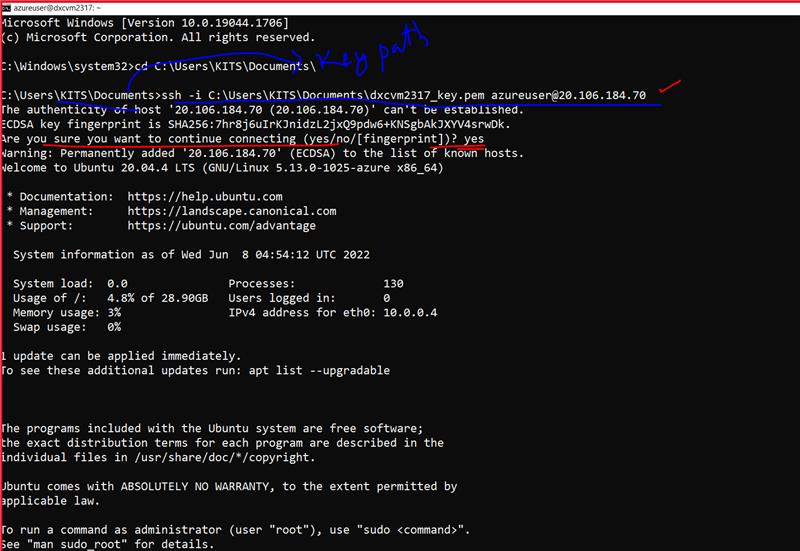 azureuser@dxcvm2317: ~
Microsoft Windows [Version 10.0.19044.1706]
(c) Microsoft Corporation. All rights reserved.
C:\Windows\system32>cd C:\Users\KITS\Documents\
Key path
C:\Users\KITS\Documents>ssh -i C:\Users\KITS\Documents\dxcvm2317_key.pem azureuser@20.106.184.70
The authenticity of host '20.106.184.70 (20.106.184.70)' can't be established.
ECDSA key fingerprint is SHA256:7hr8j6uIrKJnidzL2jxQ9pdw6+KNSgbAkJXYV4srwDk.
Are you sure you want to continue connecting (yes/no/[fingerprint])? yes
Warning: Permanently added '20.106.184.70' (ECDSA) to the list of known hosts.
Welcome to Ubuntu 20.04.4 LTS (GNU/Linux 5.13.0-1025-azure x86_64)
* Documentation:  https://help.ubuntu.com
* Management:     https://landscape.canonical.com
* Support:        https://ubuntu.com/advantage
System information as of Wed Jun  8 04:54:12 UTC 2022
System load:  0.0               Processes:             130
Usage of /:   4.8% of 28.90GB   Users logged in:       0
Memory usage: 3%                IPv4 address for eth0: 10.0.0.4
Swap usage:   0%
1 update can be applied immediately.
To see these additional updates run: apt list --upgradable
The programs included with the Ubuntu system are free software;
the exact distribution terms for each program are described in the
individual files in /usr/share/doc/*/copyright.
Ubuntu comes with ABSOLUTELY NO WARRANTY, to the extent permitted by
applicable law.
To run a command as administrator (user "root"), use "sudo <command>".
See "man sudo_root" for details.